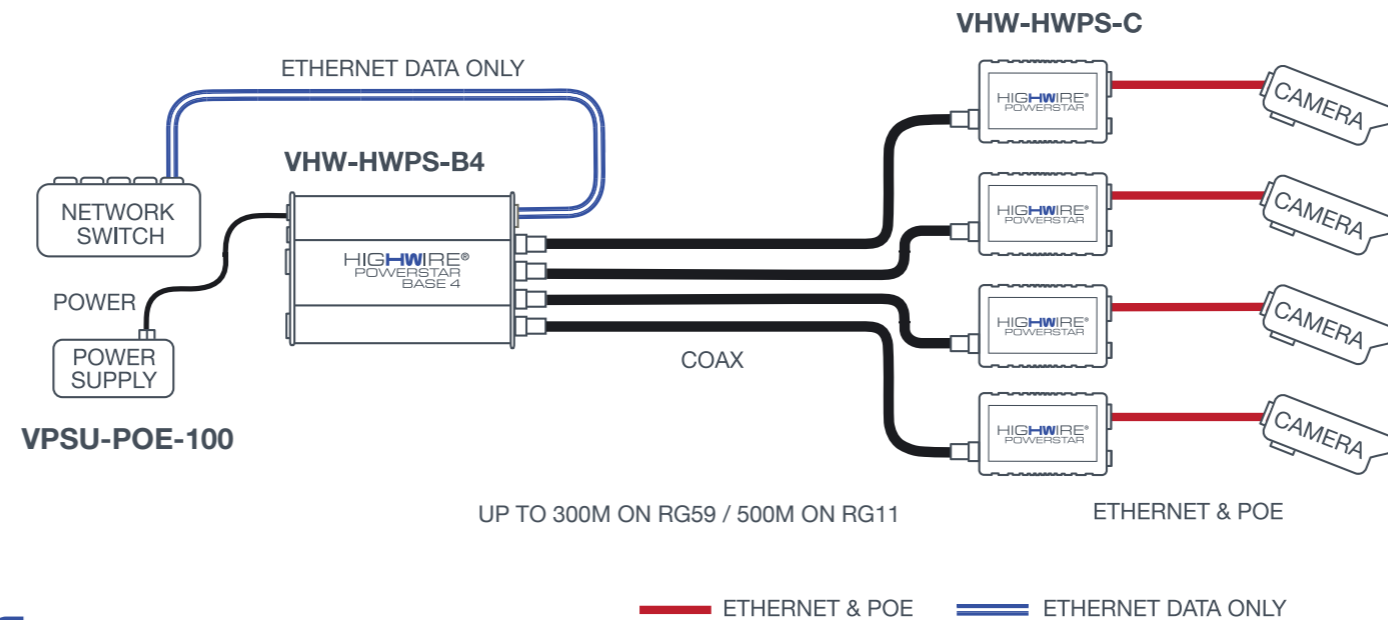 VHW-HWPS-C
ETHERNET DATA ONLY
HIGHWIRE®
POWERSTAR
CAMERA
VHW-HWPS-B4
NETWORK
SWITCH
HIGHWIRE®
POWERSTAR
CAMERA
HIGHWIRE®
POWERSTAR
BASE 4
POWER
HIGHWIRE®
POWERSTAR
CAMERA
POWER
SUPPLY
COAX
VPSU-POE-100
HIGHWIRE®
POWERSTAR
CAMERA
UP TO 300M ON RG59 / 500M ON RG11
ETHERNET & POE
ETHERNET & POE
ETHERNET DATA ONLY